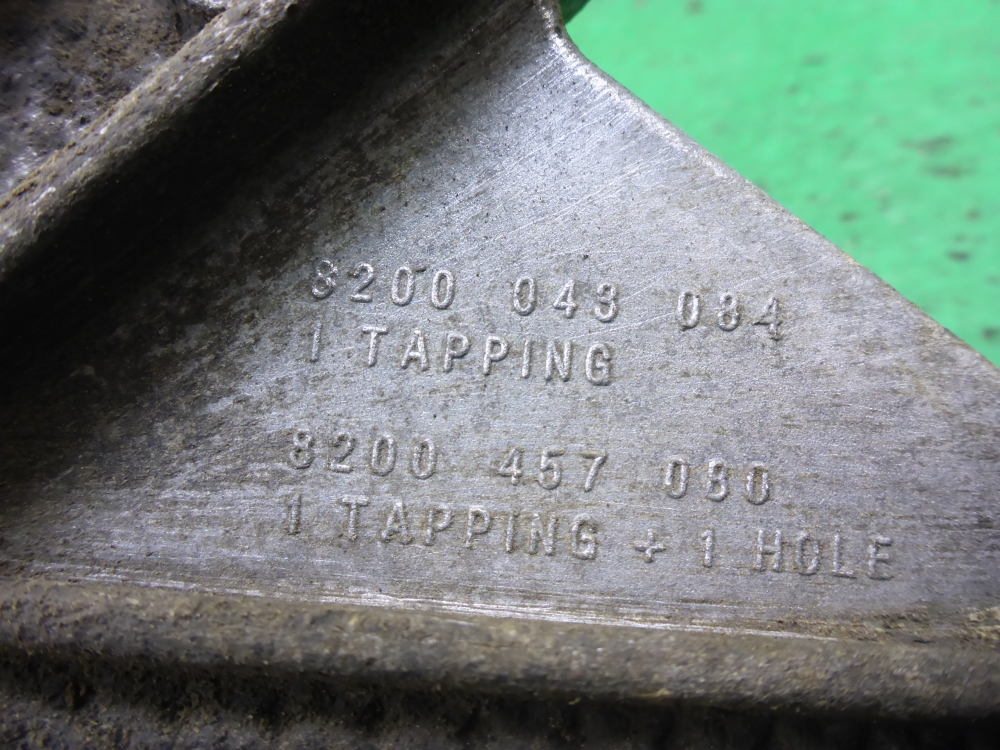 8200 043 084
1 TAPPING
8200 457 080
1 TAPPING + 1 HOLE